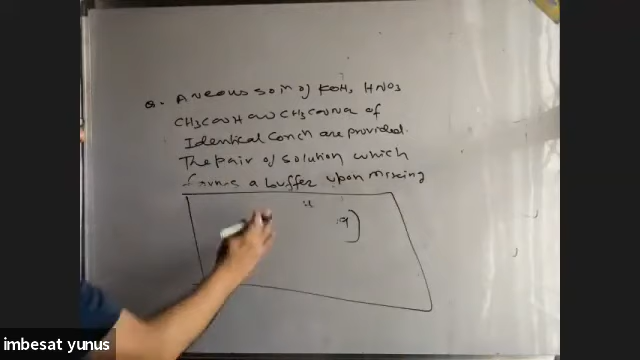 Q. Aqueous soln of KOH, HNO3
CH3COOH and CH3COONa of
Identical Conc are provided.
The pair of solution which
forms a buffer upon mixing
imbesat yunus